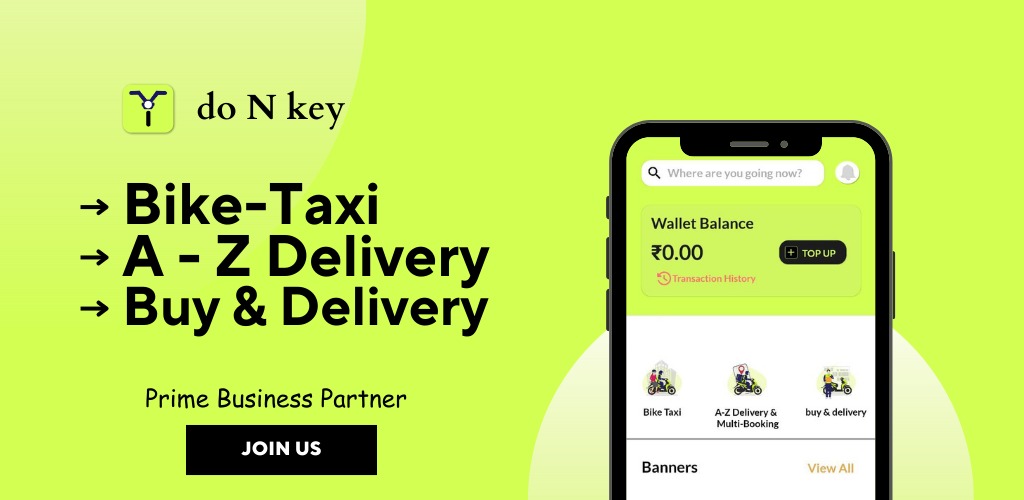 do N key
→ Bike-Taxi
→ A - Z Delivery
→ Buy & Delivery
Prime Business Partner
JOIN US
Where are you going now?
Wallet Balance
₹0.00
+ TOP UP
Transaction History
Bike Taxi
A-Z Delivery &
Multi-Booking
buy & delivery
Banners
View All